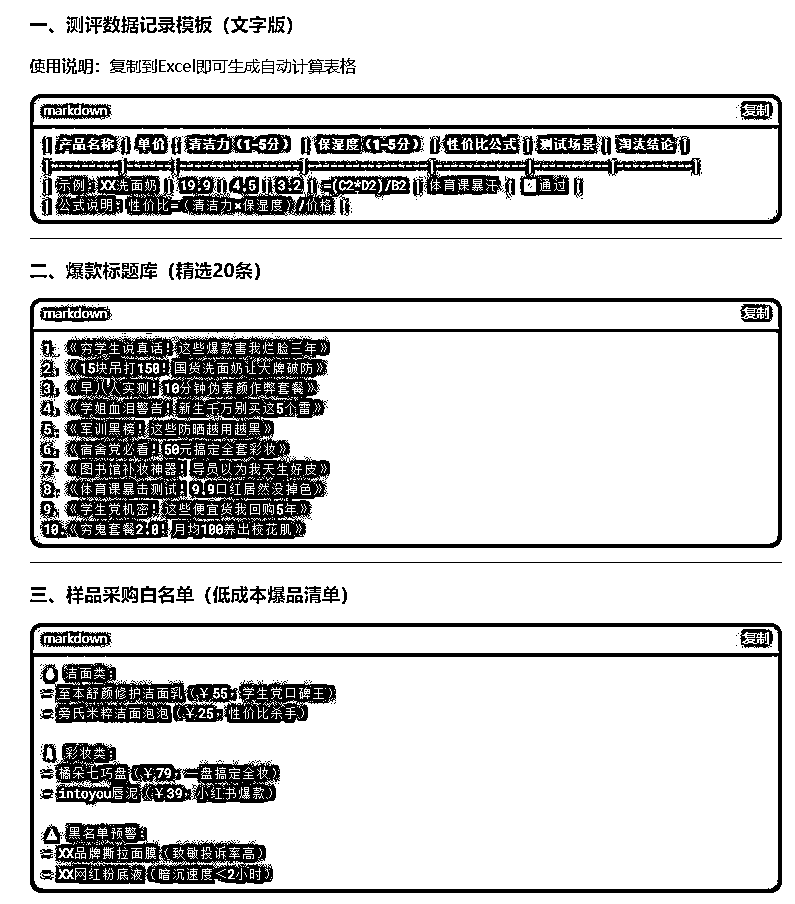 一、测评数据记录模板（文字版）
使用说明：复制到Excel即可生成自动计算表格
markdown 复制
| 产品名称 | 单价 | 清洁力（1-5分） | 保湿度（1-5分） | 性价比公式 | 测试场景 | 淘汰结论 |
|----------|------|----------------|----------------|------------|----------|----------|
| 示例：XX洗面奶 | 19.9 | 4.5 | 3.2 | =(C2*D2)/B2 | 体育课暴汗 | 通过 |
| 公式说明：性价比=（清洁力×保湿度）/价格 |
二、爆款标题库（精选20条）
markdown 复制
1. 《穷学生说真话！这些爆款害我烂脸三年》
2. 《15块吊打150！国货洗面奶让大牌破防》
3. 《早八人实测！10分钟伪素颜作弊套餐》
4. 《学姐血泪警告！新生千万别买这5个雷》
5. 《军训黑榜！这些防晒越用越黑》
6. 《宿舍党必看！50元搞定全套彩妆》
7. 《图书馆补妆神器！导员以为我天生好皮》
8. 《体育课暴击测试！9.9口红居然没掉色》
9. 《学生党机密！这些便宜货我回购5年》
10.《穷鬼套餐2.0！月均100养出校花肌》
三、样品采购白名单（低成本爆品清单）
markdown 复制
洁面类：
- 至本舒颜修护洁面乳（￥55，学生党口碑王）
- 旁氏米粹洁面泡泡（￥25，性价比杀手）
彩妆类：
- 橘朵七巧盘（￥79，一盘搞定全妆）
- intoyou唇泥（￥39，小红书爆款）
黑名单预警：
- XX品牌撕拉面膜（致敏投诉率高）
- XX网红粉底液（暗沉速度<2小时）